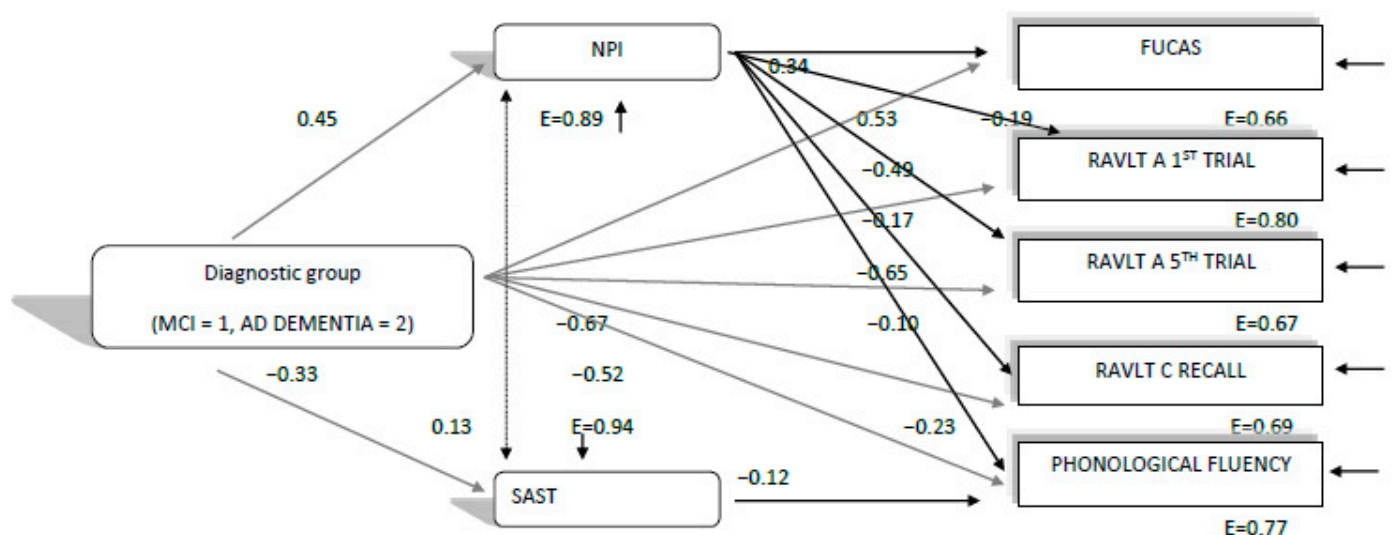 NPI
FUCAS
0.34
0.45
E=0.89
0.53
−0.19
E=0.66
RAVLT A 1ST TRIAL
−0.49
−0.17
E=0.80
Diagnostic group
RAVLT A 5TH TRIAL
−0.65
(MCI = 1, AD DEMENTIA = 2)
−0.67
−0.10
E=0.67
−0.33
−0.52
RAVLT C RECALL
0.13
E=0.94
−0.23
E=0.69
PHONOLOGICAL FLUENCY
−0.12
SAST
E=0.77